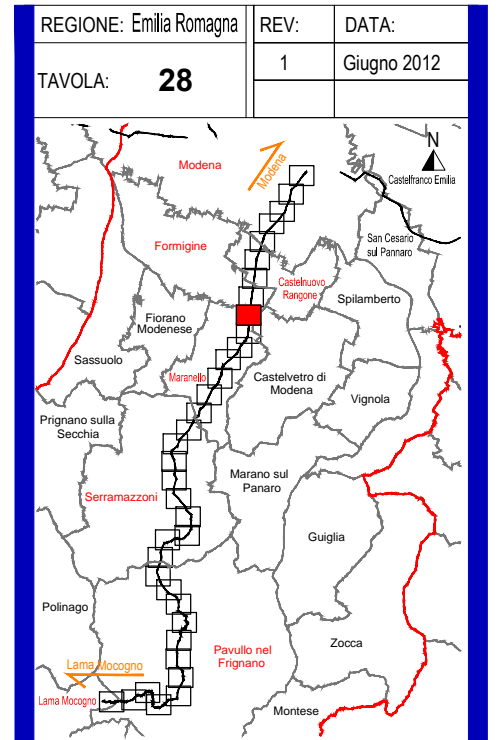 REGIONE: Emilia Romagna
REV:
DATA:
TAVOLA: 28
1
Giugno 2012
Modena
Modena
N
Castelfranco Emilia
Formigine
San Cesario
sul Pannaro
Castelnuovo
Rangone
Spilamberto
Fiorano
Modenese
Sassuolo
Maranello
Castelvetro di
Modena
Vignola
Prignano sulla
Secchia
Marano sul
Panaro
Serramazzoni
Guiglia
Polinago
Pavullo nel
Frignano
Zocca
Lama Mocogno
Lama Mocogno
Montese